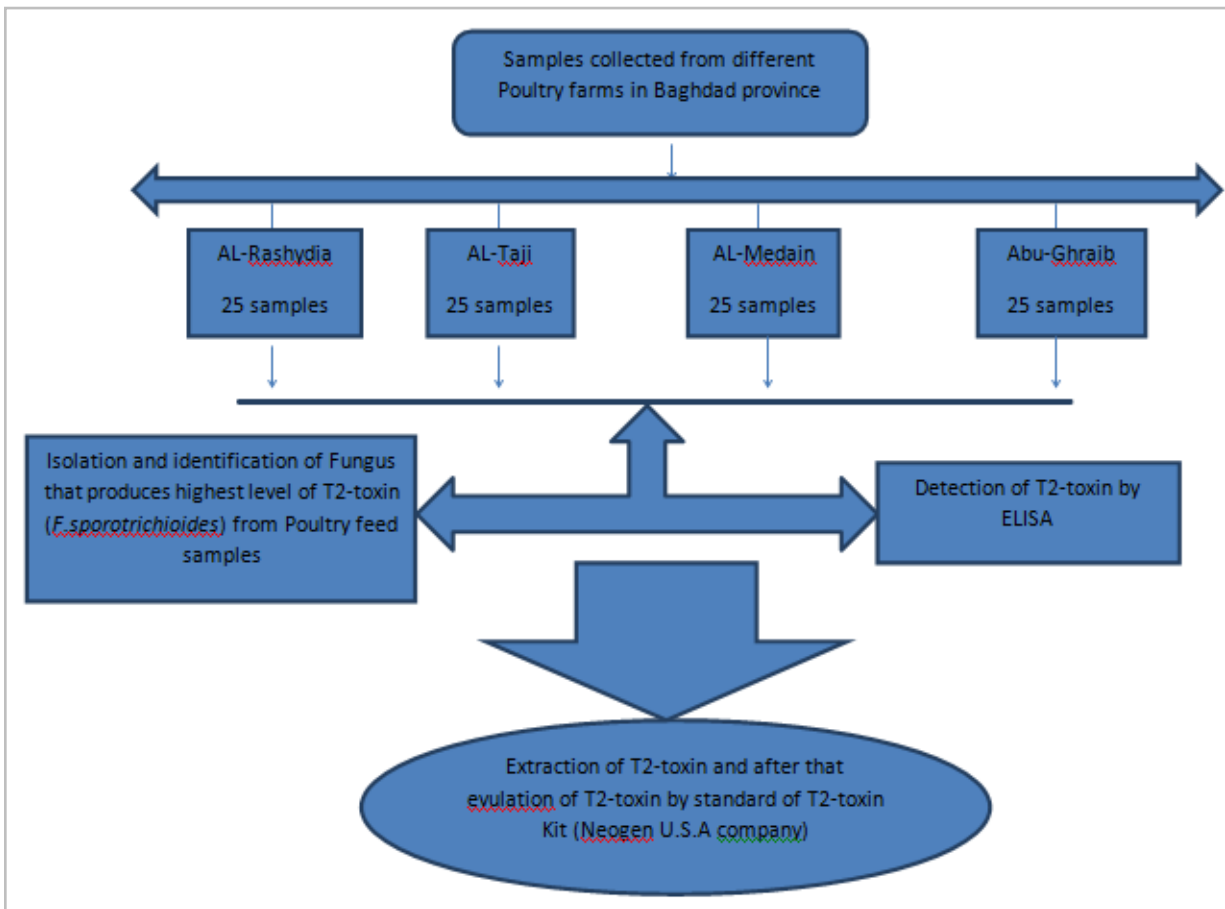 Samples collected from different
Poultry farms in Baghdad province
AL-Rashydia
25 samples
AL-Taji
25 samples
AL-Medain
25 samples
Abu-Ghraib
25 samples
Isolation and identification of Fungus
that produces highest level of T2-toxin
(F.sporotrichioides) from Poultry feed
samples
Detection of T2-toxin by
ELISA
Extraction of T2-toxin and after that
evulation of T2-toxin by standard of T2-toxin
Kit (Neogen U.S.A company)